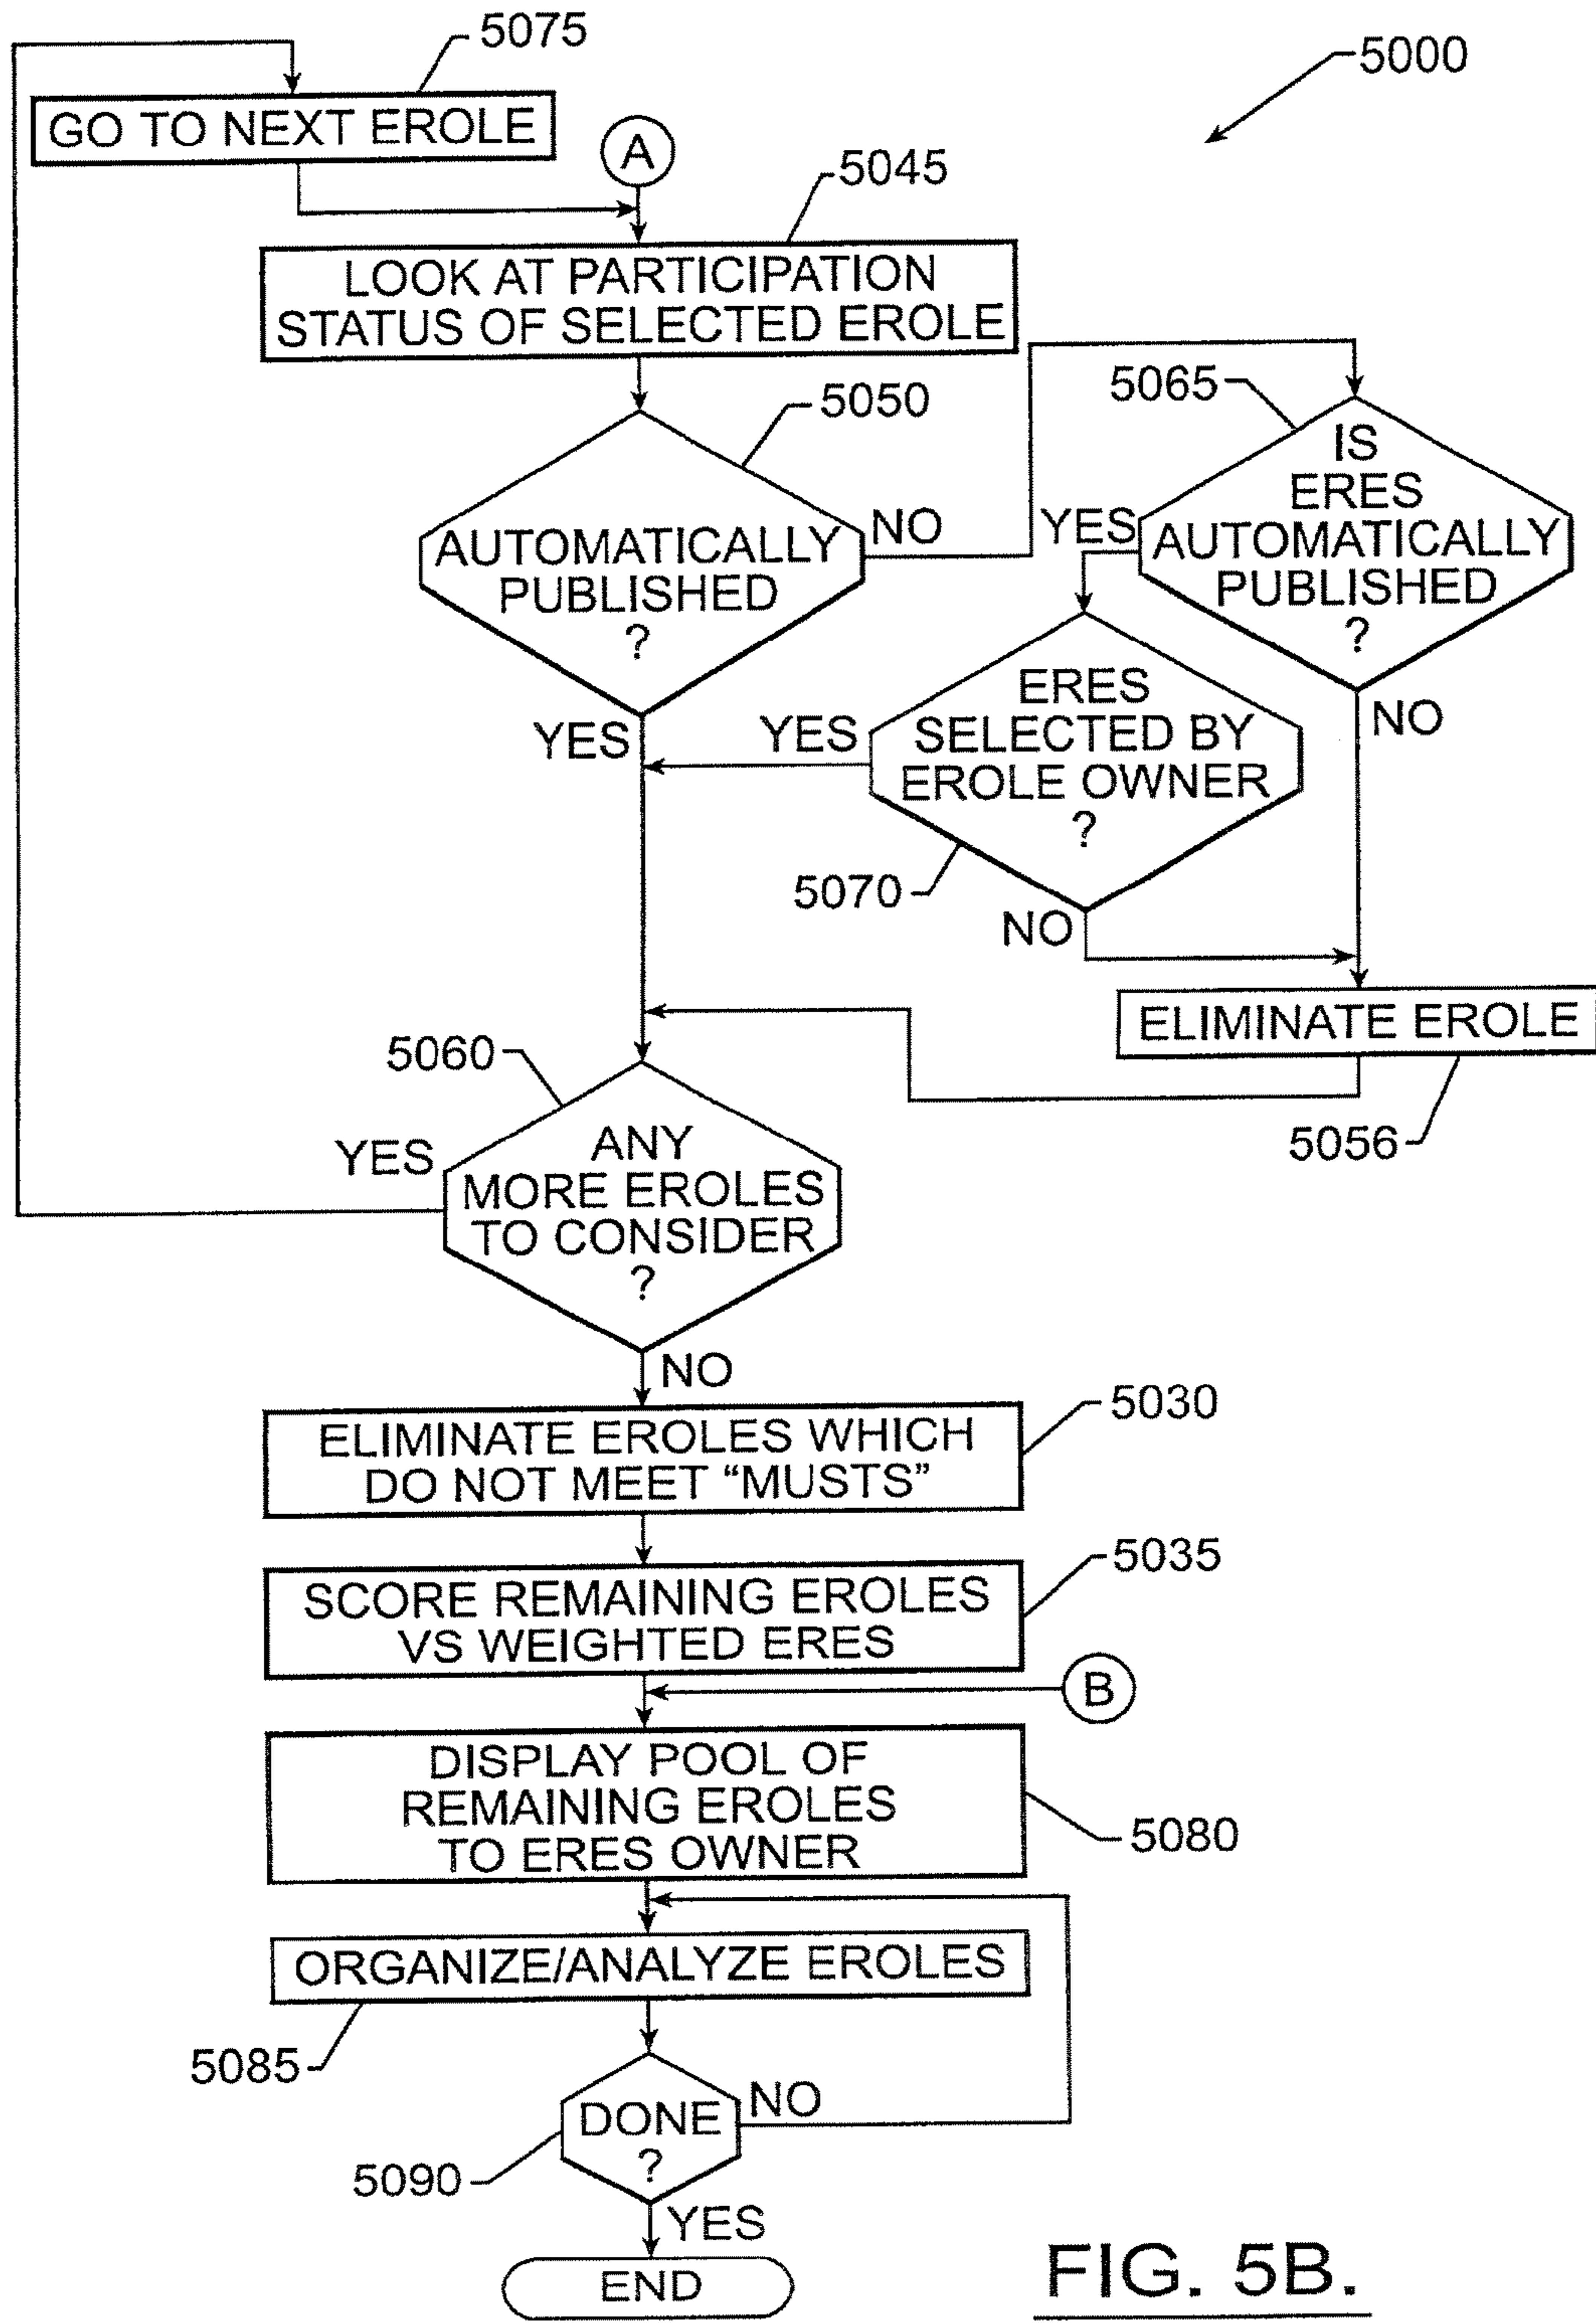 5075
5000
GO TO NEXT EROLE
A
5045
LOOK AT PARTICIPATION
STATUS OF SELECTED EROLE
5050
5065
IS
ERES
AUTOMATICALLY
PUBLISHED
?
NO
YES
AUTOMATICALLY
PUBLISHED
?
YES
YES
ERES
SELECTED BY
EROLE OWNER
?
NO
5070
NO
ELIMINATE EROLE
5056
5060
YES
ANY
MORE EROLES
TO CONSIDER
?
NO
5030
ELIMINATE EROLES WHICH
DO NOT MEET “MUSTS”
5035
SCORE REMAINING EROLES
VS WEIGHTED ERES
B
DISPLAY POOL OF
REMAINING EROLES
TO ERES OWNER
5080
ORGANIZE/ANALYZE EROLES
5085
DONE
?
NO
5090
YES
END
FIG. 5B.